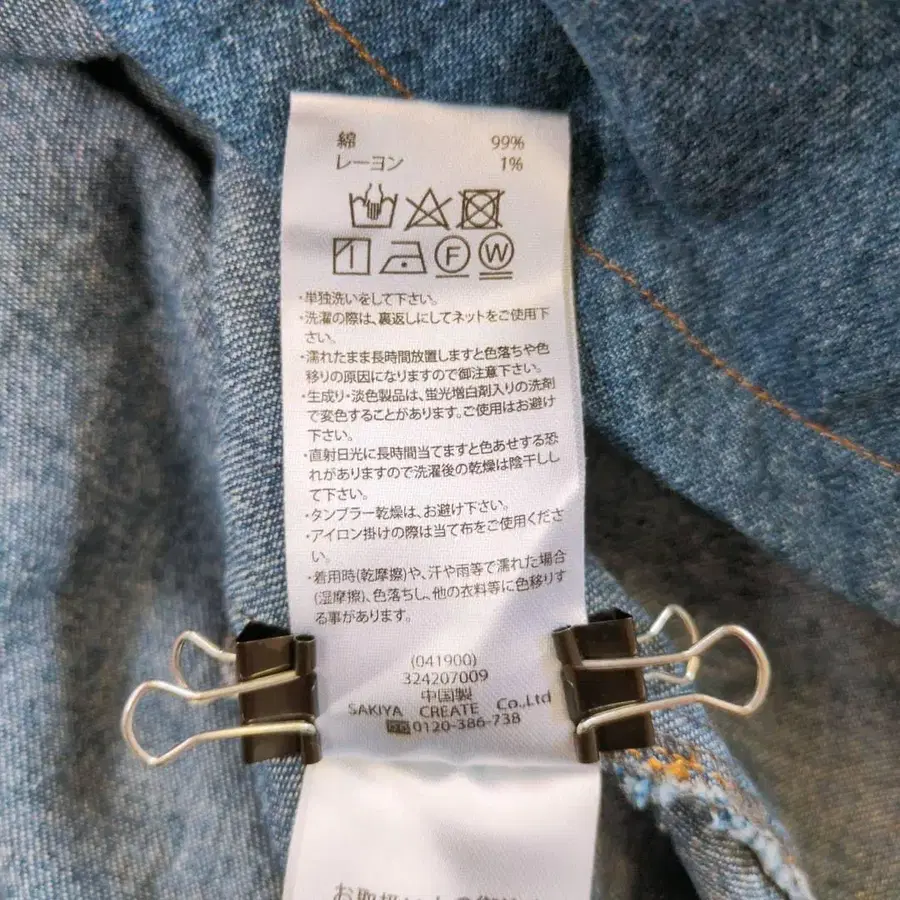 綿 99%
レーヨン 1%
F W
・単独洗いをして下さい。
・洗濯の際は、裏返しにしてネットをご使用下
さい。
・濡れたまま長時間放置しますと色落ちや色
移りの原因になりますので御注意下さい。
・生成り・淡色製品は、蛍光増白剤入りの洗剤
で変色することがあります。ご使用はお避け
下さい。
・直射日光に長時間当てますと色あせする恐
れがありますので洗濯後の乾燥は陰干しし
て下さい。
・タンブラー乾燥は、お避け下さい。
・アイロン掛けの際は当て布をご使用くださ
い。
・着用時(乾摩擦)や、汗や雨等で濡れた場合
(湿摩擦)、色落ちし、他の衣料等に色移りす
る事があります。
(041900)
324207009
中国製
SAKIYA CREATE Co.,Ltd
0120-386-738